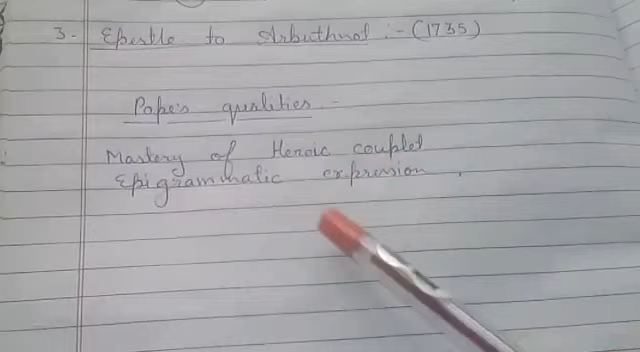 3. Epistle to Arbuthnot :- (1735)
Pope's qualities -
Mastery of Heroic couplet
Epigrammatic expression .